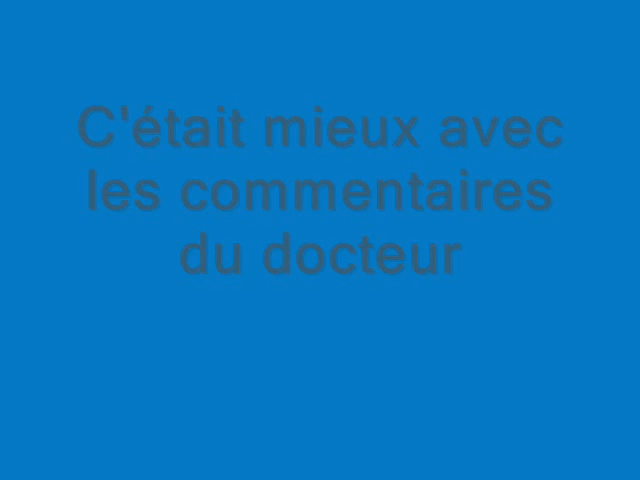 C'était mieux avec
les commentaires
du docteur